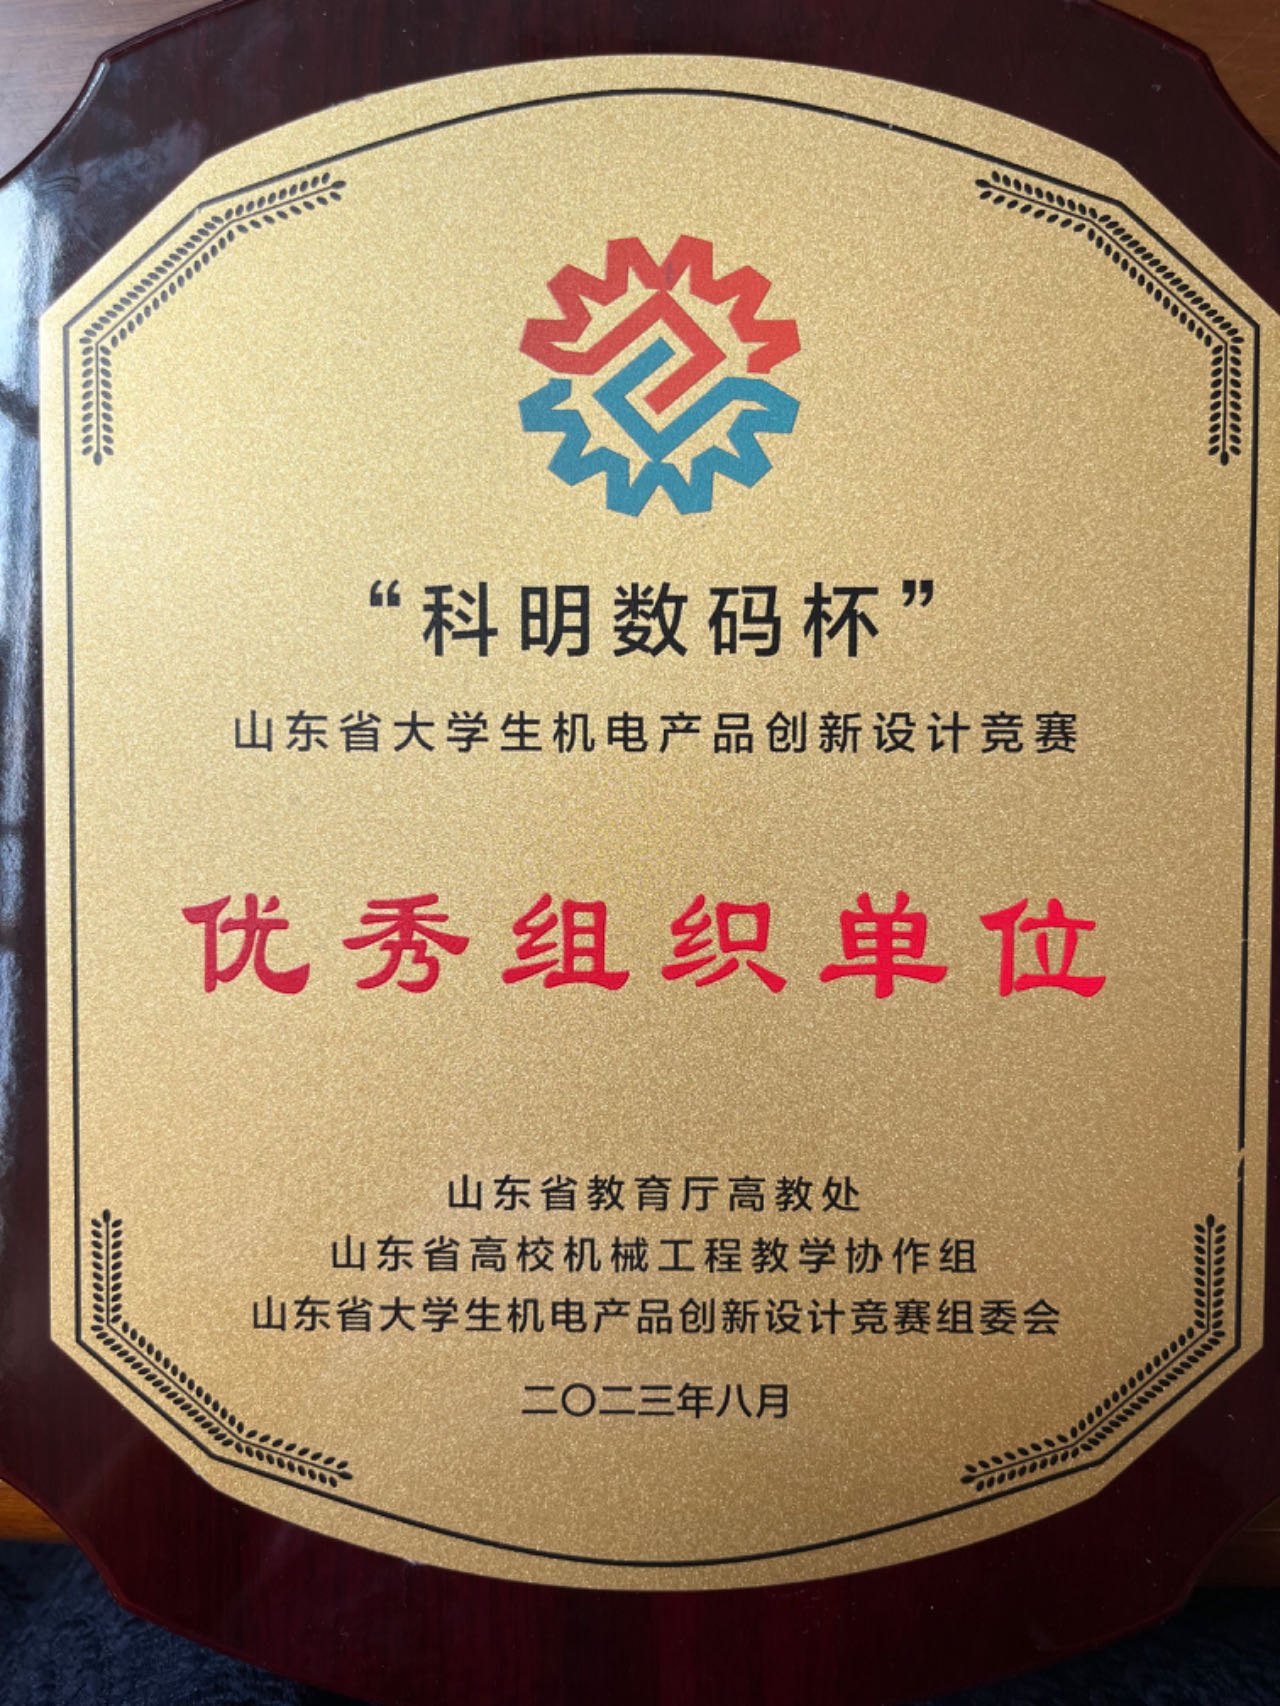 “科明数码杯”
山东省大学生机电产品创新设计竞赛
优秀组织单位
山东省教育厅高教处
山东省高校机械工程教学协作组
山东省大学生机电产品创新设计竞赛组委会
二〇二三年八月